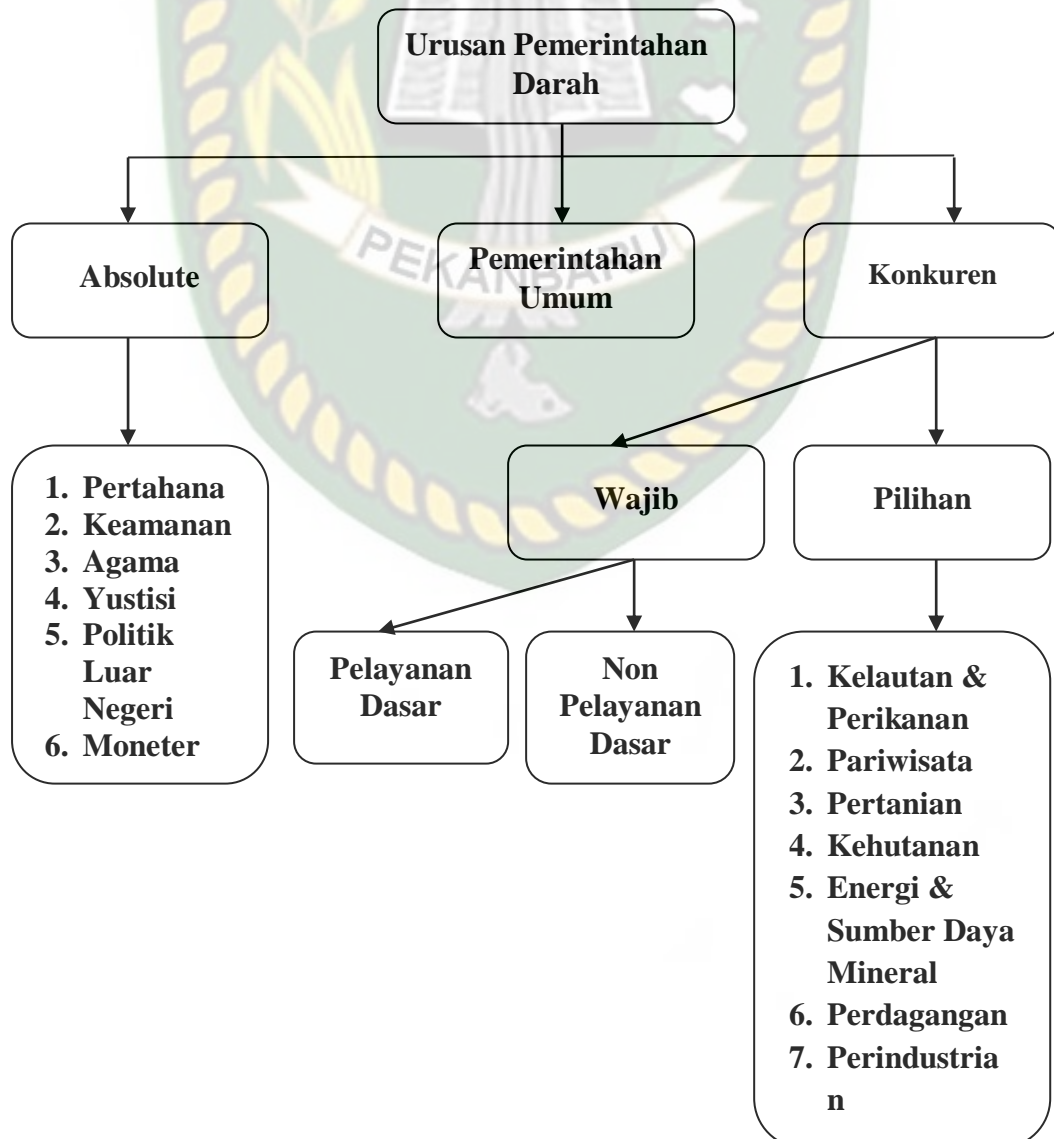 Urusan Pemerintahan
Darah
Absolute
Pemerintahan
Umum
Konkuren
PEKANBARU
1. Pertahana
2. Keamanan
3. Agama
4. Yustisi
5. Politik
Luar
Negeri
6. Moneter
Wajib
Pilihan
Pelayanan
Dasar
Non
Pelayanan
Dasar
1. Kelautan &
Perikanan
2. Pariwisata
3. Pertanian
4. Kehutanan
5. Energi &
Sumber Daya
Mineral
6. Perdagangan
7. Perindustria
n